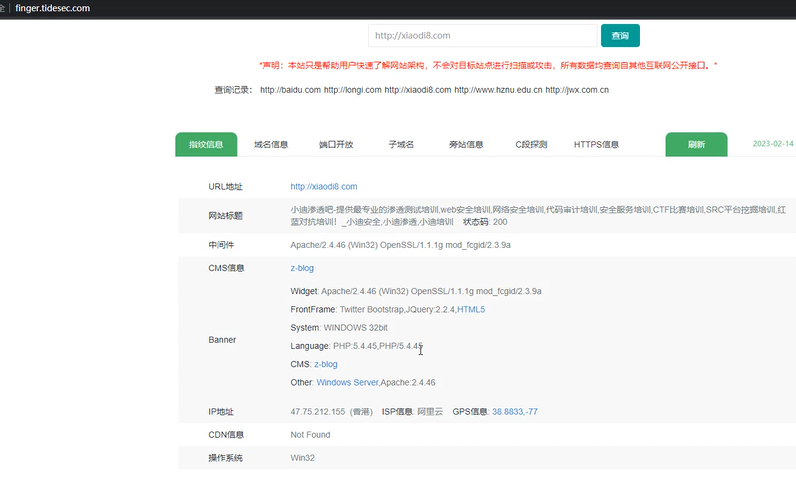 全 finger.tidesec.com
http://xiaodi8.com 查询
*声明：本站只是帮助用户快速了解网站架构，不会对目标站点进行扫描或攻击，所有数据均查询自其他互联网公开接口。*
查询记录： http://baidu.com http://longi.com http://xiaodi8.com http://www.hznu.edu.cn http://jwx.com.cn
指纹信息 域名信息 端口开放 子域名 旁站信息 C段探测 HTTPS信息 刷新 2023-02-14
URL地址 http://xiaodi8.com
网站标题 小迪渗透吧-提供最专业的渗透测试培训,web安全培训,网络安全培训,代码审计培训,安全服务培训,CTF比赛培训,SRC平台挖掘培训,红
蓝对抗培训！_小迪安全,小迪渗透,小迪培训 状态码: 200
中间件 Apache/2.4.46 (Win32) OpenSSL/1.1.1g mod_fcgid/2.3.9a
CMS信息 z-blog
Banner Widget: Apache/2.4.46 (Win32) OpenSSL/1.1.1g mod_fcgid/2.3.9a
FrontFrame: Twitter Bootstrap,JQuery:2.2.4,HTML5
System: WINDOWS 32bit
Language: PHP:5.4.45,PHP/5.4.45
CMS: z-blog
Other: Windows Server,Apache:2.4.46
IP地址 47.75.212.155 (香港) ISP信息: 阿里云 GPS信息: 38.8833,-77
CDN信息 Not Found
操作系统 Win32